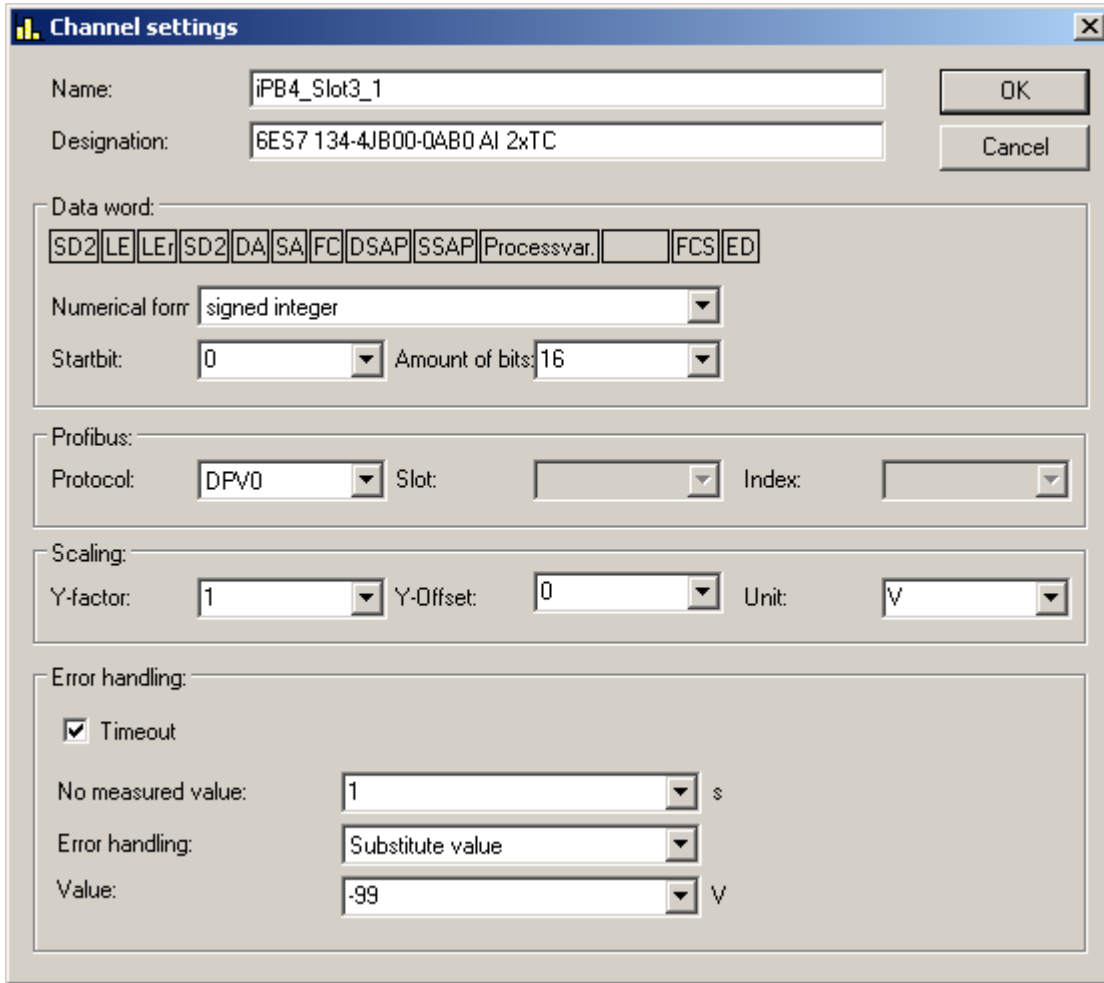 Channel settings
Name: iPB4_Slot3_1 OK
Designation: 6ES7 134-4JB00-0AB0 AI 2xTC Cancel
Data word:
SD2 LE LEr SD2 DA SA FC DSAP SSAP Processvar. FCS ED
Numerical form signed integer
Startbit: 0 Amount of bits: 16
Profibus:
Protocol: DPV0 Slot: Index:
Scaling:
Y-factor: 1 Y-Offset: 0 Unit: V
Error handling:
Timeout
No measured value: 1 s
Error handling: Substitute value
Value: -99 V